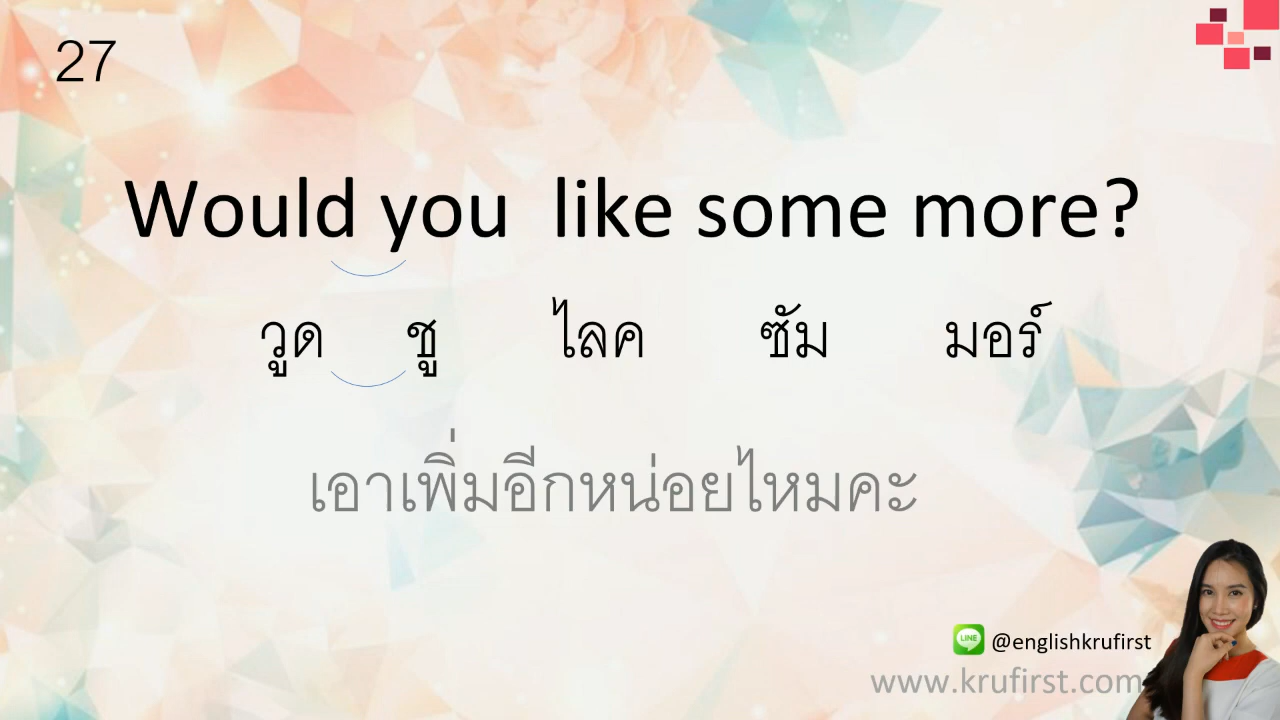 27
Would you like some more?
วูด ชู ไลค ซัม มอร์
เอาเพิ่มอีกหน่อยไหมคะ
LINE @englishkrufirst
www.krufirst.com